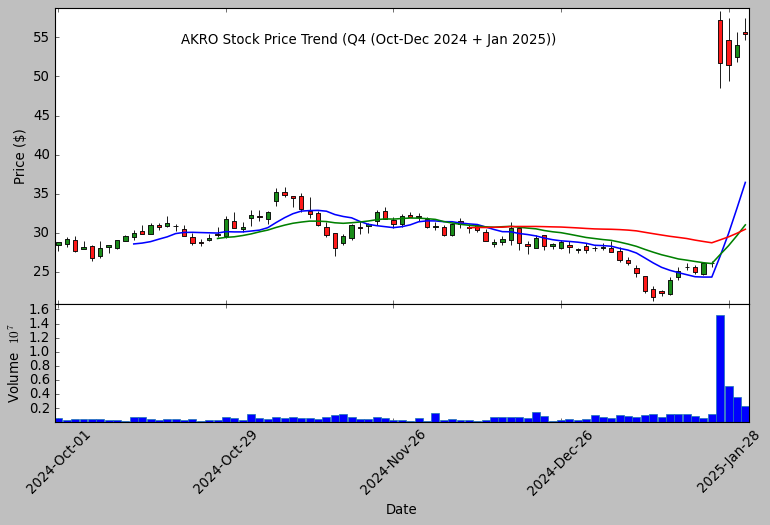 AKRO Stock Price Trend (Q4 (Oct-Dec 2024 + Jan 2025))
Price ($)
55
50
45
40
35
30
25
Volume 10^7
1.6
1.4
1.2
1.0
0.8
0.6
0.4
0.2
2024-Oct-01
2024-Oct-29
2024-Nov-26
2024-Dec-26
2025-Jan-28
Date